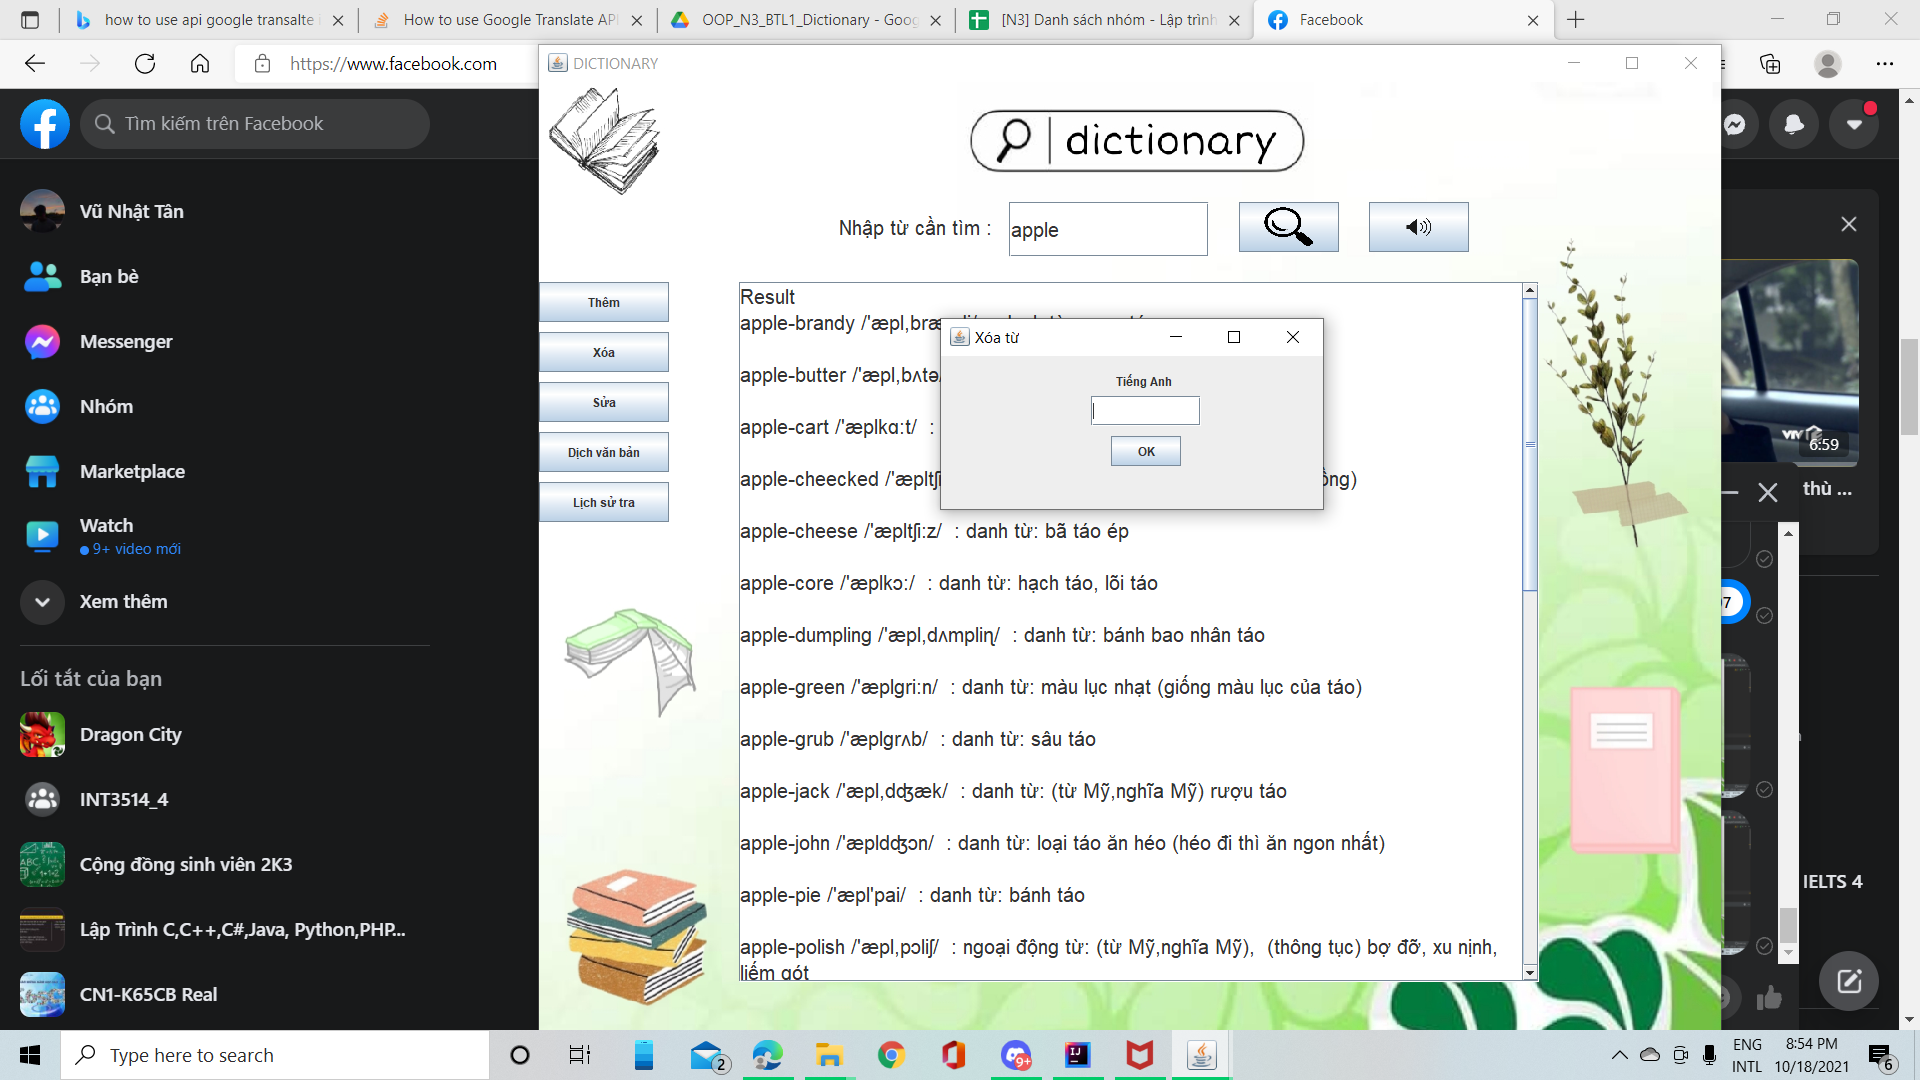 how to use api google transalte
How to use Google Translate API
OOP_N3_BTL1_Dictionary - Goog
[N3] Danh sách nhóm - Lập trình
Facebook
https://www.facebook.com
DICTIONARY
Tìm kiếm trên Facebook
dictionary
Nhập từ cần tìm :
apple
Vũ Nhật Tân
Bạn bè
Messenger
Nhóm
Marketplace
Watch
9+ video mới
Xem thêm
Lối tắt của bạn
Dragon City
INT3514_4
Cộng đồng sinh viên 2K3
Lập Trình C,C++,C#,Java, Python,PHP...
CN1-K65CB Real
Thêm
Xóa
Sửa
Dịch văn bản
Lịch sử tra
Result
apple-brandy /'æpl,bræ
apple-butter /'æpl,bʌtə/
apple-cart /'æplkɑ:t/ :
apple-cheecked /'æpltʃi
ồng)
apple-cheese /'æpltʃi:z/ : danh từ: bã táo ép
apple-core /'æplkɔ:/ : danh từ: hạch táo, lõi táo
apple-dumpling /'æpl,dʌmpliɳ/ : danh từ: bánh bao nhân táo
apple-green /'æplgri:n/ : danh từ: màu lục nhạt (giống màu lục của táo)
apple-grub /'æplgrʌb/ : danh từ: sâu táo
apple-jack /'æpl,dʤæk/ : danh từ: (từ Mỹ,nghĩa Mỹ) rượu táo
apple-john /'æpldʤɔn/ : danh từ: loại táo ăn héo (héo đi thì ăn ngon nhất)
apple-pie /'æpl'pai/ : danh từ: bánh táo
apple-polish /'æpl,pɔliʃ/ : ngoại động từ: (từ Mỹ,nghĩa Mỹ), (thông tục) bợ đỡ, xu nịnh,
liếm gót
Xóa từ
Tiếng Anh
OK
VTV
6:59
thù ...
IELTS 4
Type here to search
2
9+
ENG
INTL
8:54 PM
10/18/2021
6